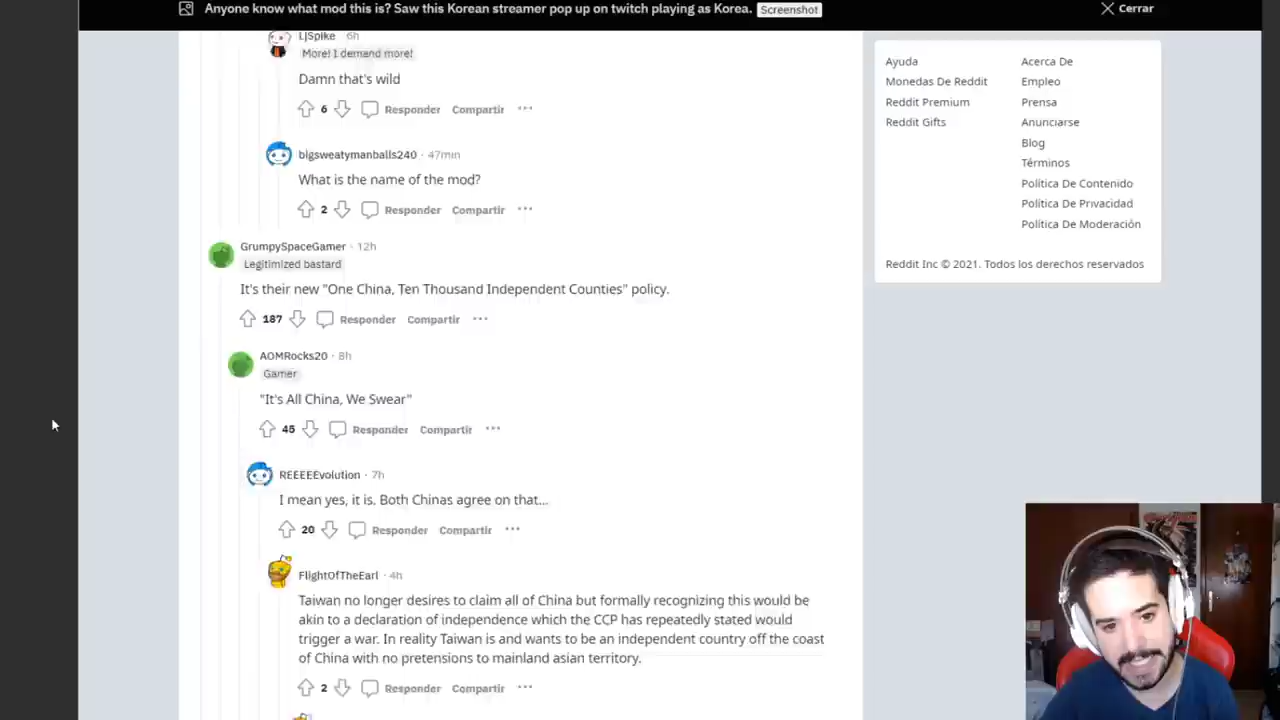 Anyone know what mod this is? Saw this Korean streamer pop up on twitch playing as Korea. Screenshot
Cerrar
LJSpike 6h
More! I demand more!
Damn that's wild
6 Responder Compartir ...
bigsweatymanballs240 · 47min
What is the name of the mod?
2 Responder Compartir ...
GrumpySpaceGamer · 12h
Legitimized bastard
It's their new "One China, Ten Thousand Independent Counties" policy.
187 Responder Compartir ...
AOMRocks20 · 8h
Gamer
"It's All China, We Swear"
45 Responder Compartir ...
REEEEEvolution · 7h
I mean yes, it is. Both Chinas agree on that...
20 Responder Compartir ...
FlightOfTheEarl · 4h
Taiwan no longer desires to claim all of China but formally recognizing this would be
akin to a declaration of independence which the CCP has repeatedly stated would
trigger a war. In reality Taiwan is and wants to be an independent country off the coast
of China with no pretensions to mainland asian territory.
2 Responder Compartir ...
Ayuda
Monedas De Reddit
Reddit Premium
Reddit Gifts
Acerca De
Empleo
Prensa
Anunciarse
Blog
Términos
Política De Contenido
Política De Privacidad
Política De Moderación
Reddit Inc © 2021. Todos los derechos reservados